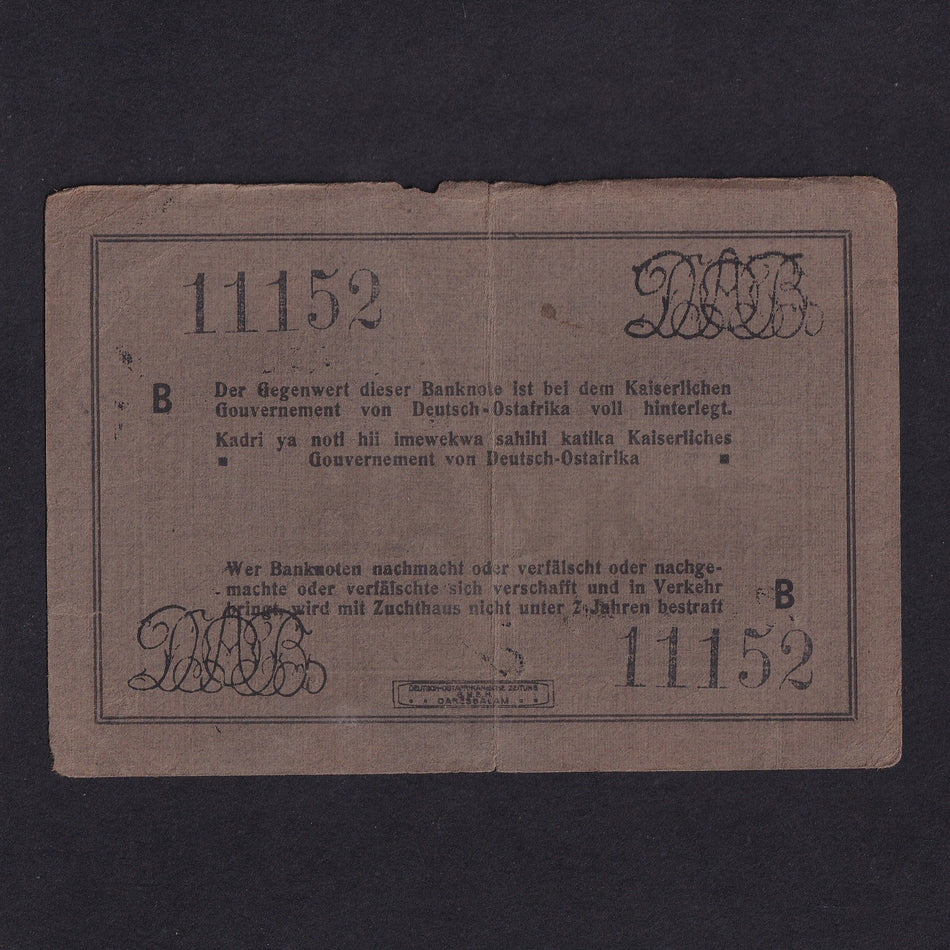 11152
DAOB
B
Der Gegenwert dieser Banknote ist bei dem Kaiserlichen
Gouvernement von Deutsch-Ostafrika voll hinterlegt.
Kadri ya noti hii imewekwa sahihi katika Kaiserliches
Gouvernement von Deutsch-Ostafrika
Wer Banknoten nachmacht oder verfälscht oder nachge-
machte oder verfälschte sich verschafft und in Verkehr
bringt, wird mit Zuchthaus nicht unter 2 Jahren bestraft
B
DAOB
11152
DEUTSCH-OSTAFRIKANISCHE ZEITUNG
G.M.B.H.
DARESSALAM